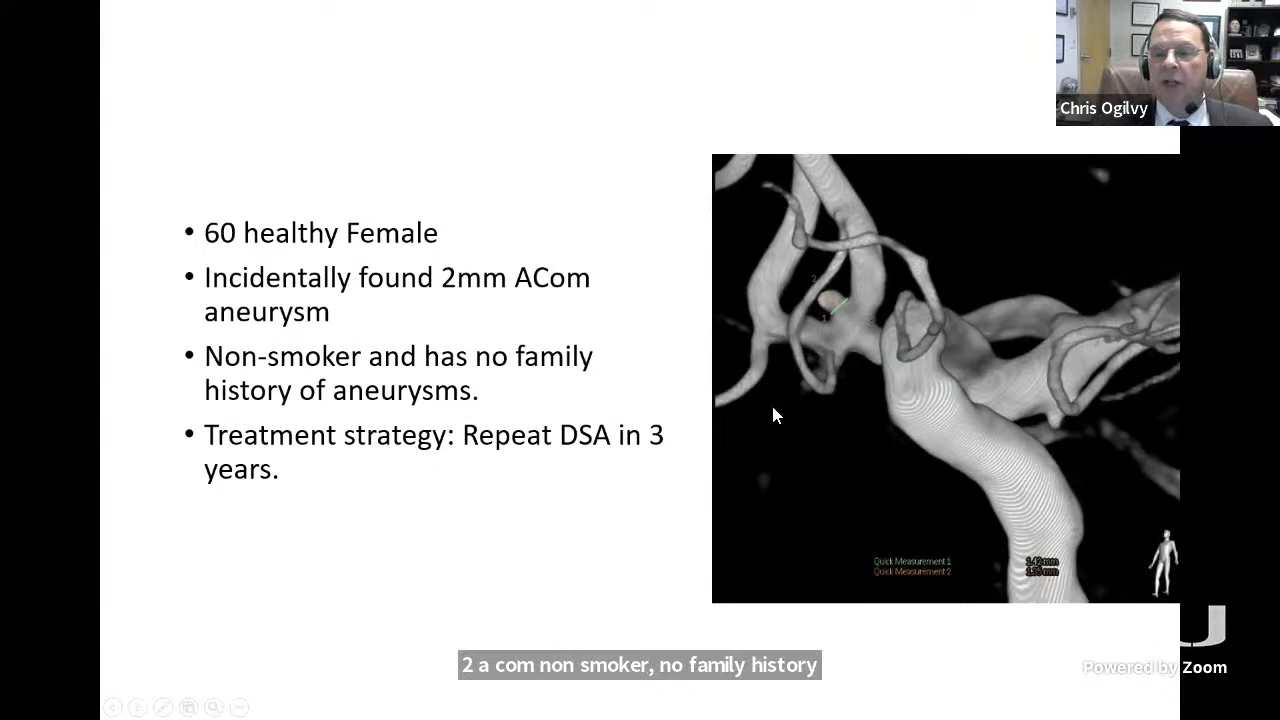 Chris Ogilvy
• 60 healthy Female
• Incidentally found 2mm ACom
aneurysm
• Non-smoker and has no family
history of aneurysms.
• Treatment strategy: Repeat DSA in 3
years.
2
1
Quick Measurement 1
Quick Measurement 2
2 a com non smoker, no family history
Powered by Zoom